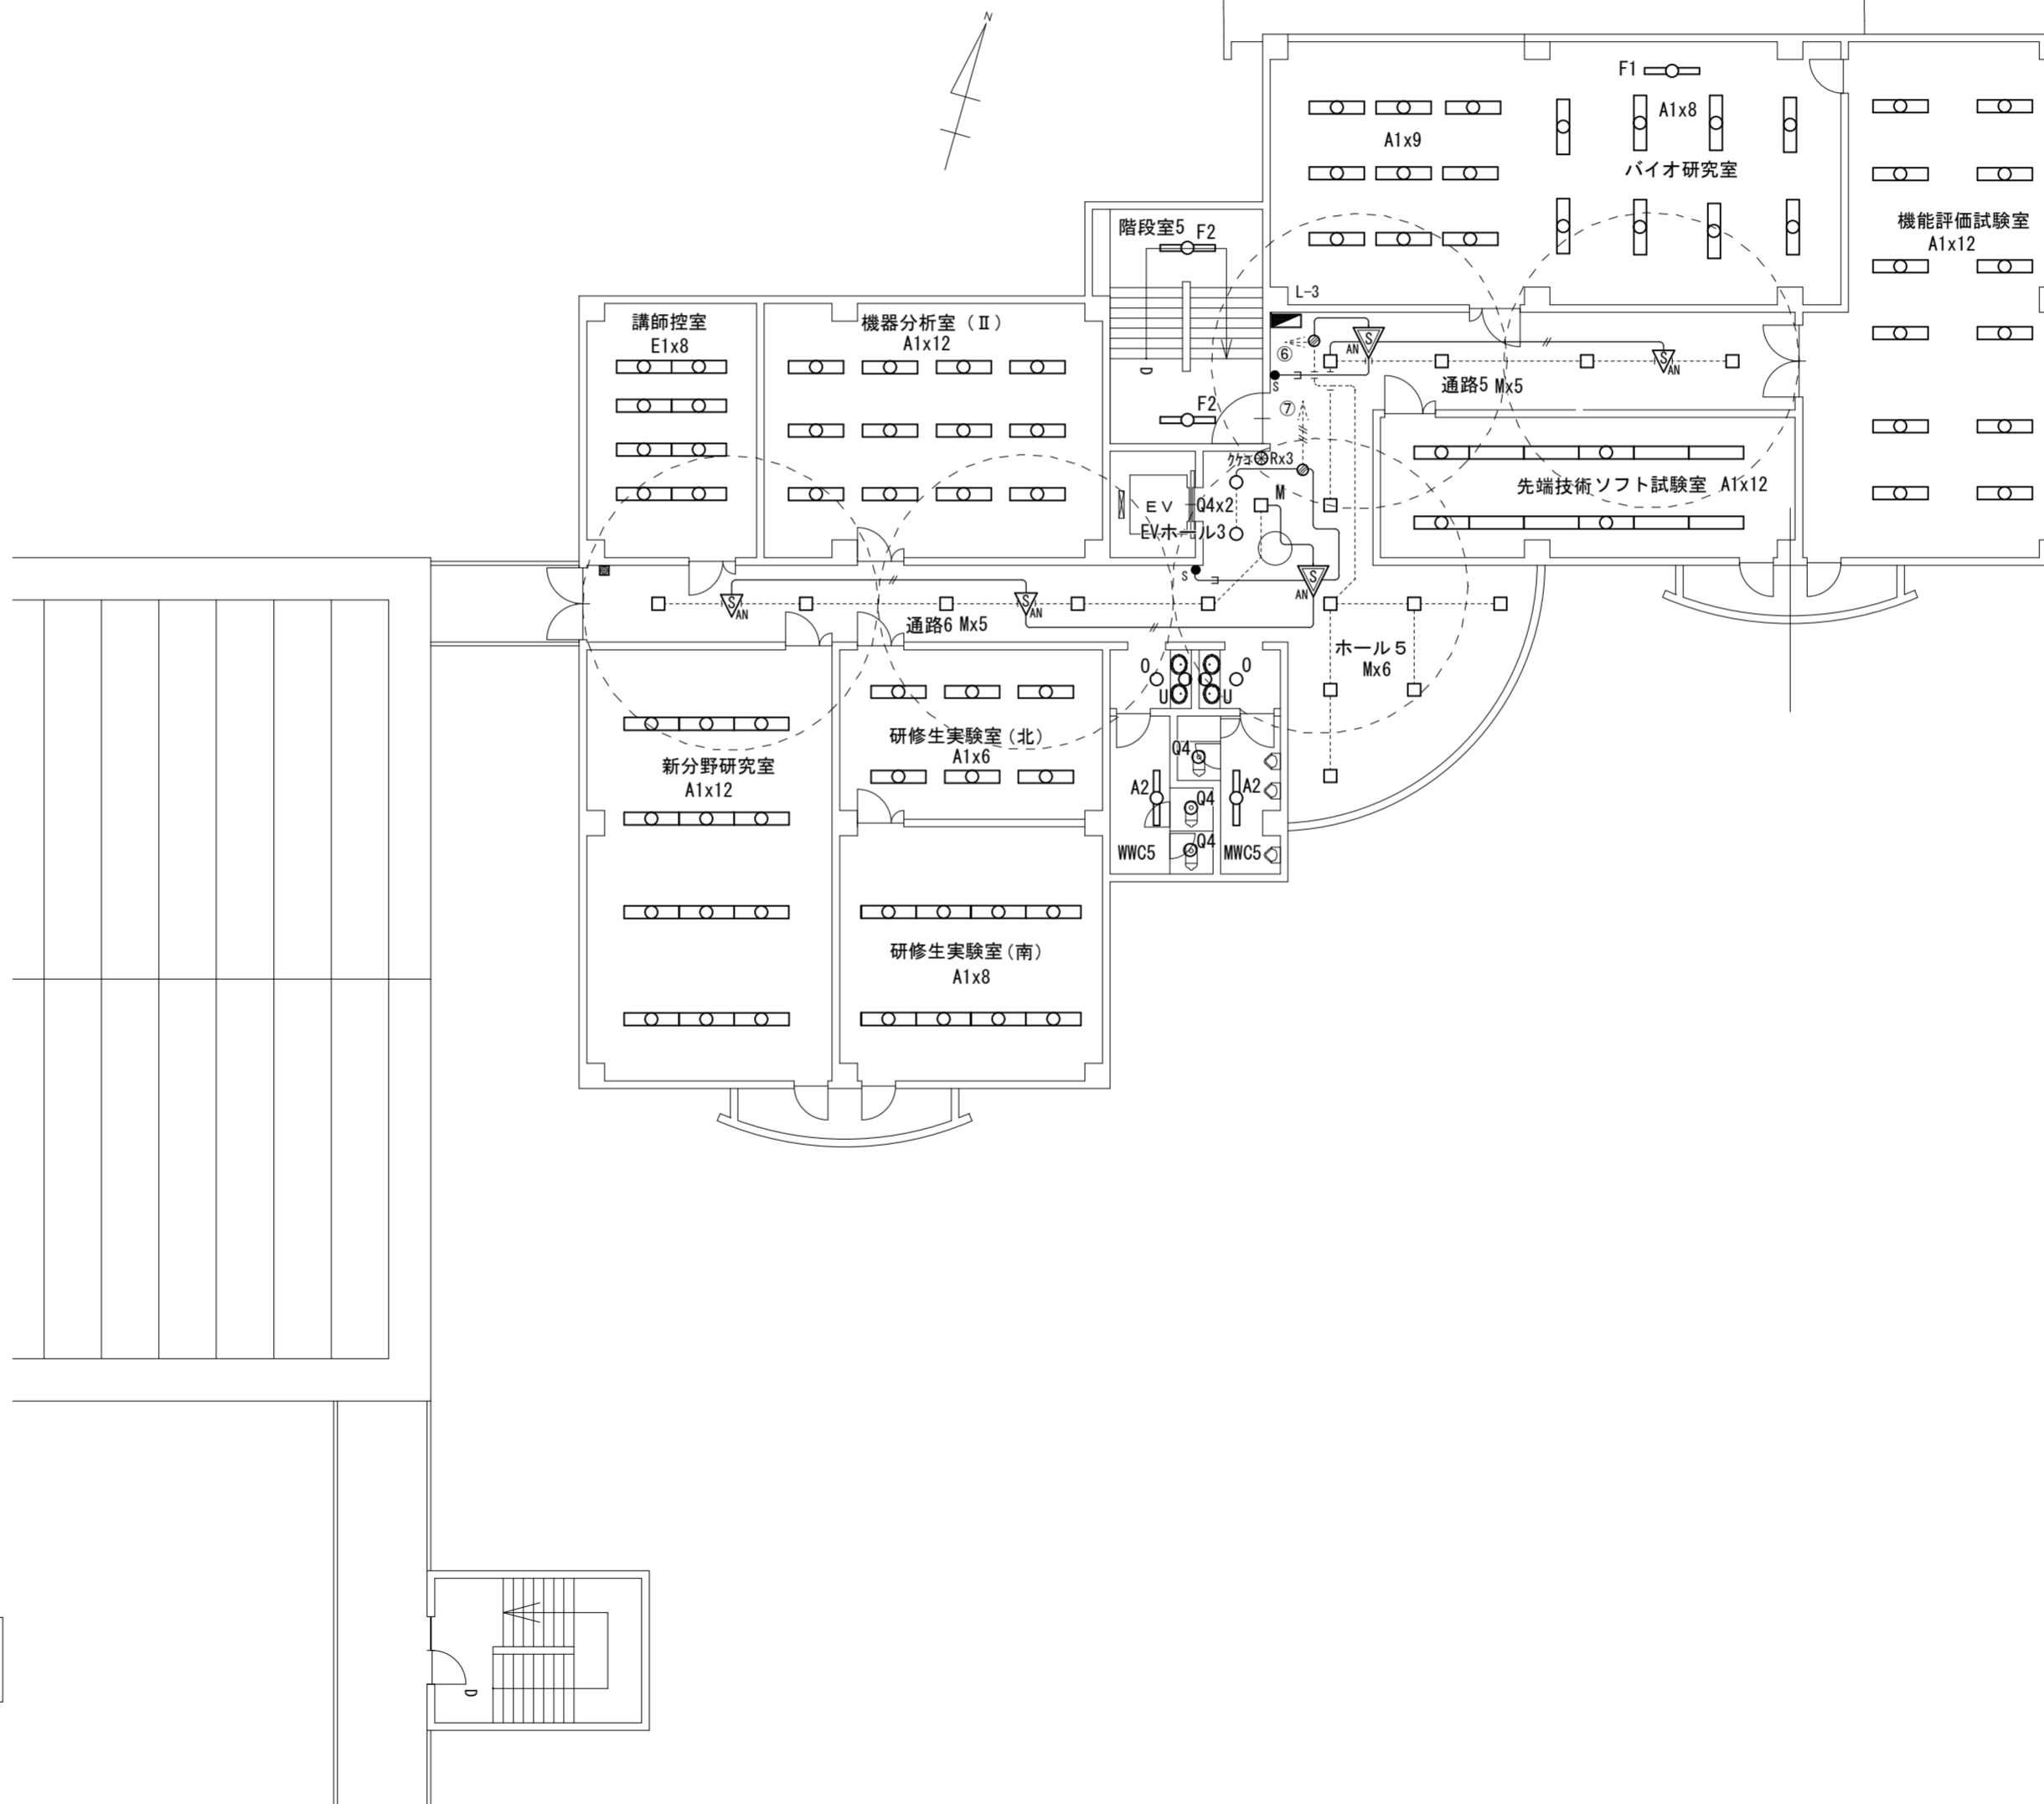 N
F1
A1x8
A1x9
バイオ研究室
機能評価試験室
A1x12
階段室5
F2
L-3
講師控室
E1x8
機器分析室（Ⅱ）
A1x12
⑥
AN
S
S
AN
S
通路5 Mx5
D
F2
⑦
ｸｹｺ
Rx3
M
EV
Q4x2
EVホール3
先端技術ソフト試験室 A1x12
S
S
AN
S
AN
S
AN
通路6 Mx5
ホール５
Mx6
O
O
U
U
研修生実験室(北)
A1x6
新分野研究室
A1x12
Q4
A2
Q4
A2
Q4
WWC5
MWC5
研修生実験室(南)
A1x8
D